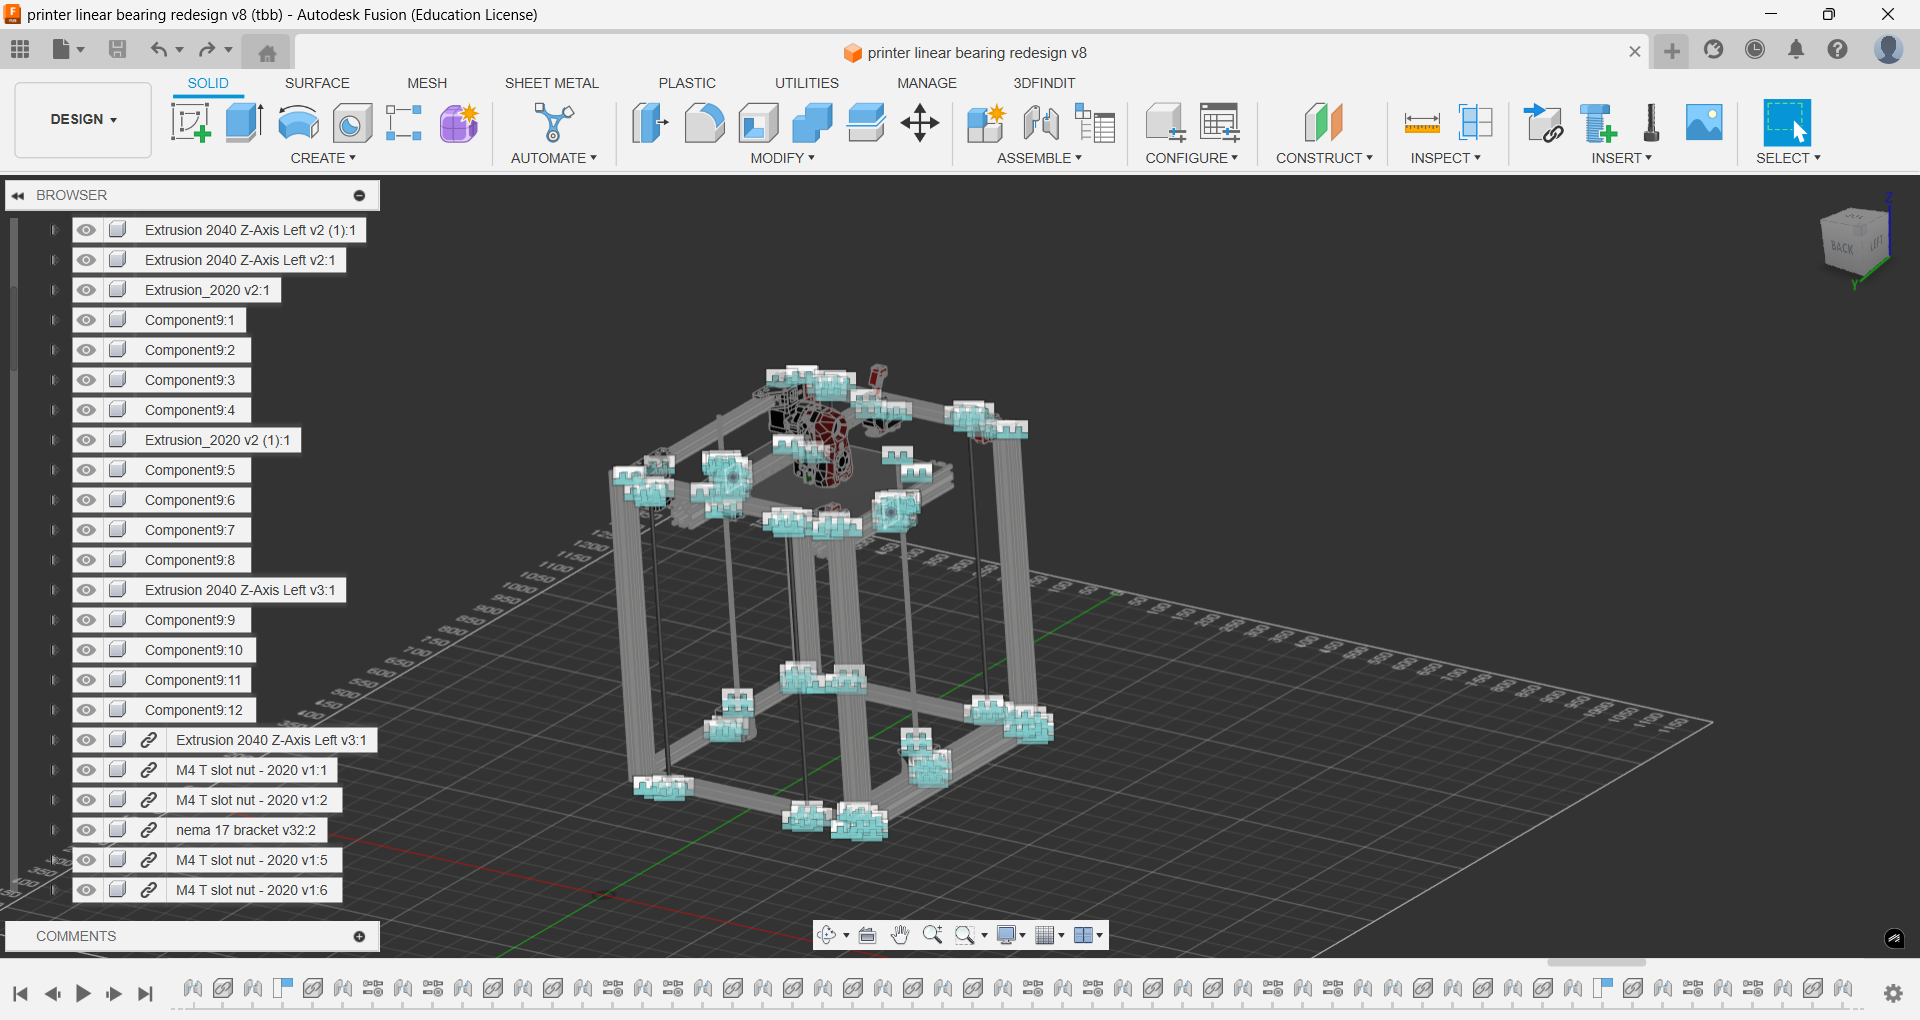 printer linear bearing redesign v8 (tbb) - Autodesk Fusion (Education License)
printer linear bearing redesign v8
SOLID SURFACE MESH SHEET METAL PLASTIC UTILITIES MANAGE 3DFINDIT
DESIGN
CREATE AUTOMATE MODIFY ASSEMBLE CONFIGURE CONSTRUCT INSPECT INSERT SELECT
BROWSER
Extrusion 2040 Z-Axis Left v2 (1):1
Extrusion 2040 Z-Axis Left v2:1
Extrusion_2020 v2:1
Component9:1
Component9:2
Component9:3
Component9:4
Extrusion_2020 v2 (1):1
Component9:5
Component9:6
Component9:7
Component9:8
Extrusion 2040 Z-Axis Left v3:1
Component9:9
Component9:10
Component9:11
Component9:12
Extrusion 2040 Z-Axis Left v3:1
M4 T slot nut - 2020 v1:1
M4 T slot nut - 2020 v1:2
nema 17 bracket v32:2
M4 T slot nut - 2020 v1:5
M4 T slot nut - 2020 v1:6
COMMENTS
Z
BACK LEFT
Y